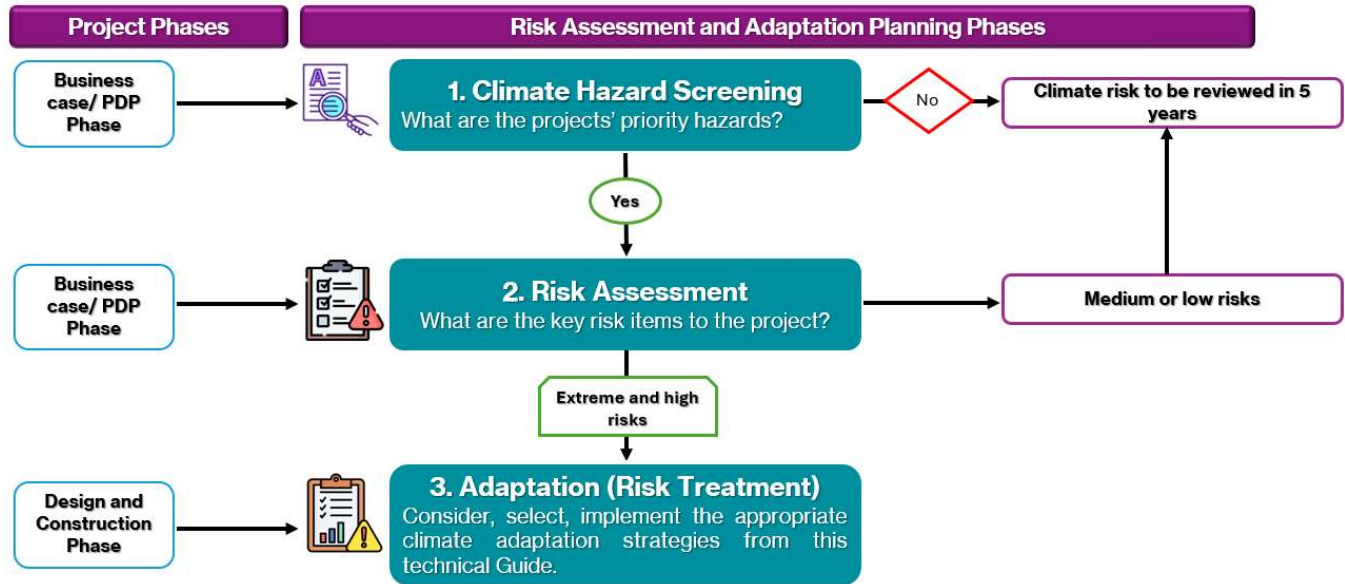 Project Phases
Risk Assessment and Adaptation Planning Phases
Business
case/ PDP
Phase
A
1. Climate Hazard Screening
What are the projects' priority hazards?
No
Climate risk to be reviewed in 5
years
Yes
Business
case/ PDP
Phase
2. Risk Assessment
What are the key risk items to the project?
Medium or low risks
Extreme and high
risks
Design and
Construction
Phase
3. Adaptation (Risk Treatment)
Consider, select, implement the appropriate
climate adaptation strategies from this
technical Guide.